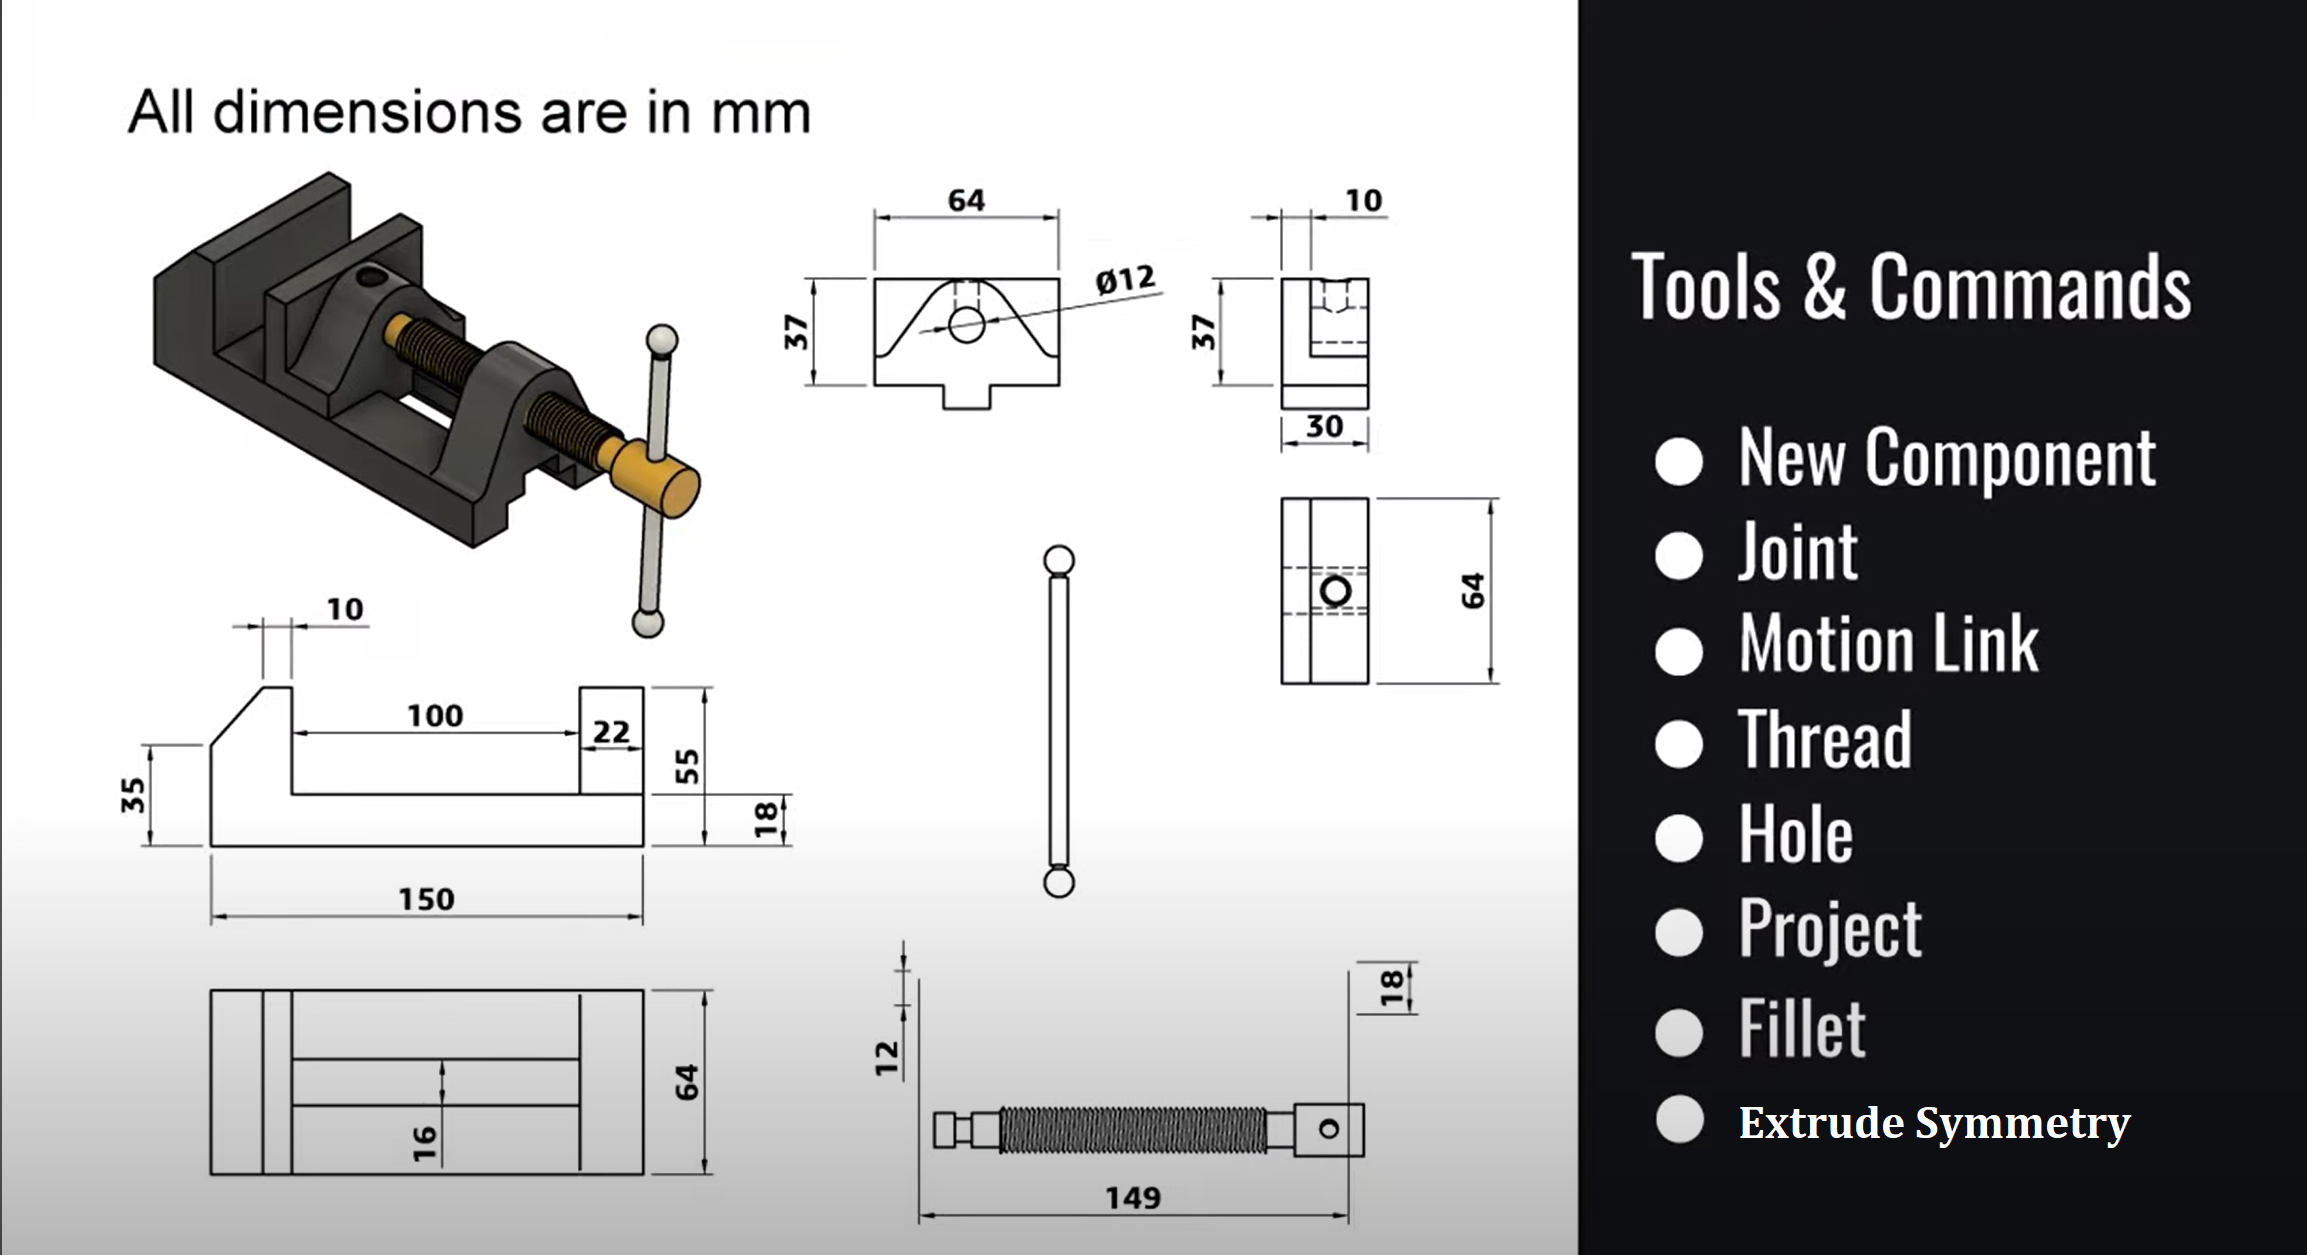 All dimensions are in mm
64
10
Ø12
37
37
30
64
10
100
22
55
35
18
150
64
16
18
12
149
Tools & Commands
New Component
Joint
Motion Link
Thread
Hole
Project
Fillet
Extrude Symmetry